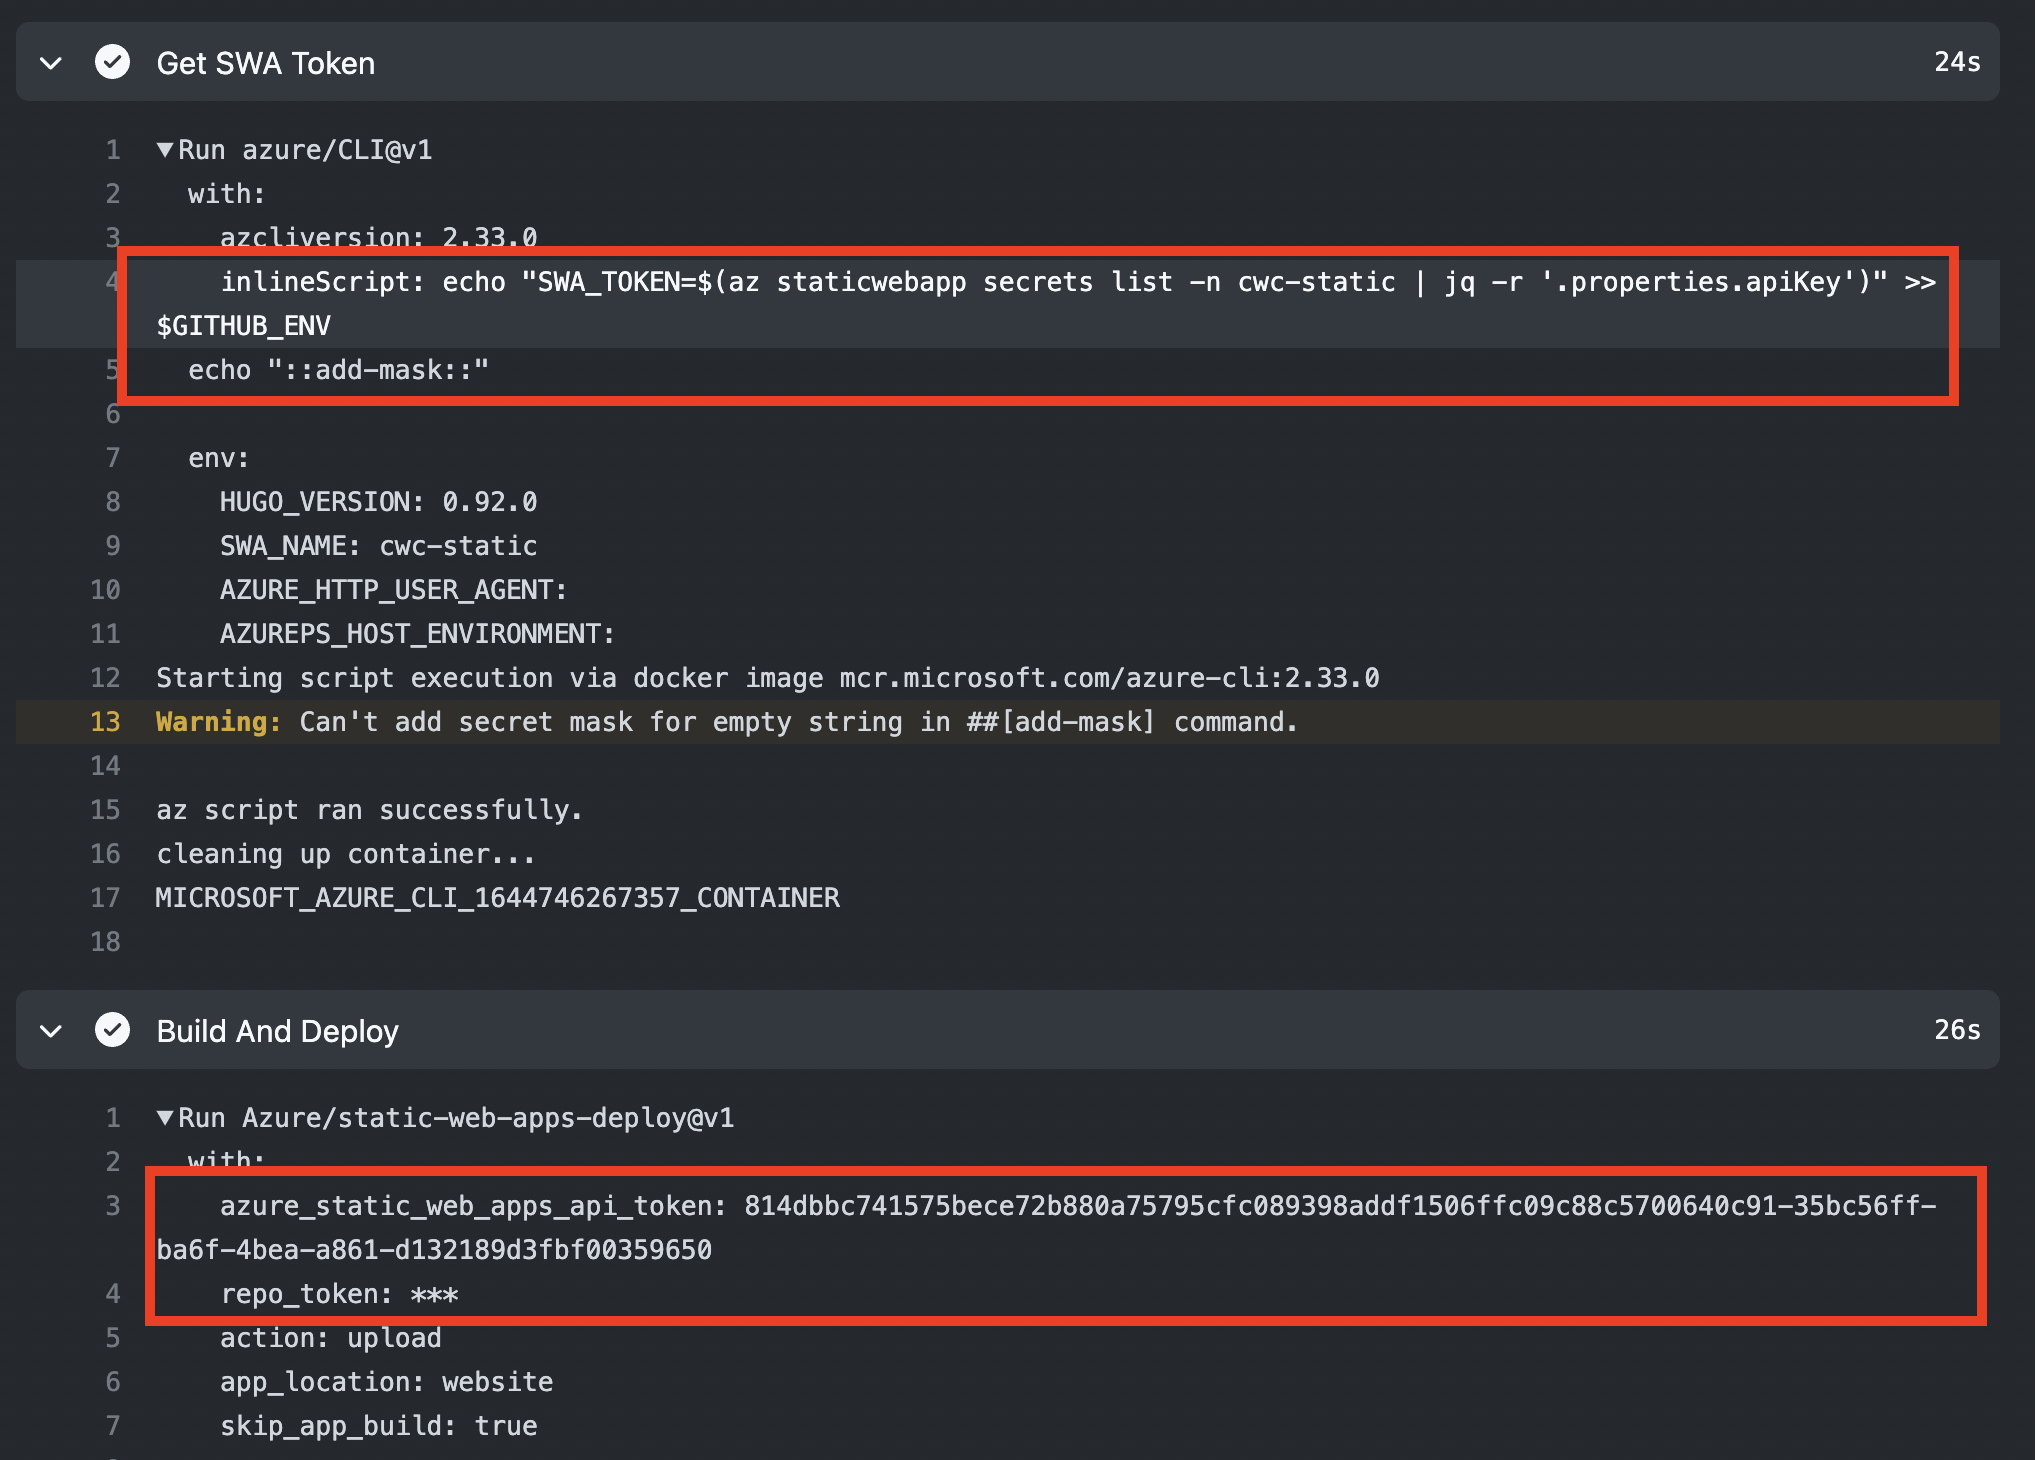 Get SWA Token 24s
1 ▼Run azure/CLI@v1
2 with:
3 azcliversion: 2.33.0
4 inlineScript: echo "SWA_TOKEN=$(az staticwebapp secrets list -n cwc-static | jq -r '.properties.apiKey')" >>
$GITHUB_ENV
5 echo "::add-mask::"
6
7 env:
8 HUGO_VERSION: 0.92.0
9 SWA_NAME: cwc-static
10 AZURE_HTTP_USER_AGENT:
11 AZUREPS_HOST_ENVIRONMENT:
12 Starting script execution via docker image mcr.microsoft.com/azure-cli:2.33.0
13 Warning: Can't add secret mask for empty string in ##[add-mask] command.
14
15 az script ran successfully.
16 cleaning up container...
17 MICROSOFT_AZURE_CLI_1644746267357_CONTAINER
18
Build And Deploy 26s
1 ▼Run Azure/static-web-apps-deploy@v1
2 with:
3 azure_static_web_apps_api_token: 814dbbc741575bece72b880a75795cfc089398addf1506ffc09c88c5700640c91-35bc56ff-
ba6f-4bea-a861-d132189d3fbf00359650
4 repo_token: ***
5 action: upload
6 app_location: website
7 skip_app_build: true